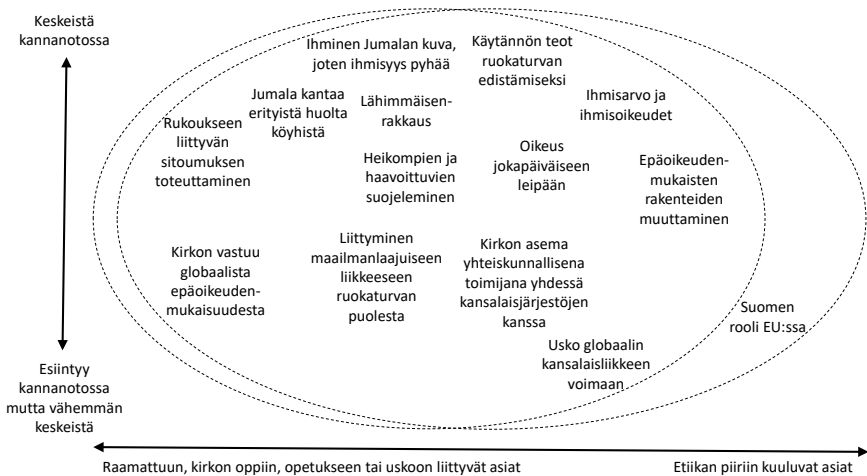 Keskeistä
kannanotossa
Ihminen Jumalan kuva,
joten ihmisyys pyhää
Käytännön teot
ruokaturvan
edistämiseksi
Jumala kantaa
erityistä huolta
köyhistä
Lähimmäisen-
rakkaus
Ihmisarvo ja
ihmisoikeudet
Rukoukseen
liittyvän
sitoumuksen
toteuttaminen
Heikompien ja
haavoittuvien
suojeleminen
Oikeus
jokapäiväiseen
leipään
Epäoikeuden-
mukaisten
rakenteiden
muuttaminen
Kirkon vastuu
globaalista
epäoikeuden-
mukaisuudesta
Liittyminen
maailmanlaajuiseen
liikkeeseen
ruokaturvan
puolesta
Kirkon asema
yhteiskunnallisena
toimijana yhdessä
kansalaisjärjestöjen
kanssa
Suomen
rooli EU:ssa
Usko globaalin
kansalaisliikkeen
voimaan
Esiintyy
kannanotossa
mutta vähemmän
keskeistä
Raamattuun, kirkon oppiin, opetukseen tai uskoon liittyvät asiat
Etiikan piiriin kuuluvat asiat